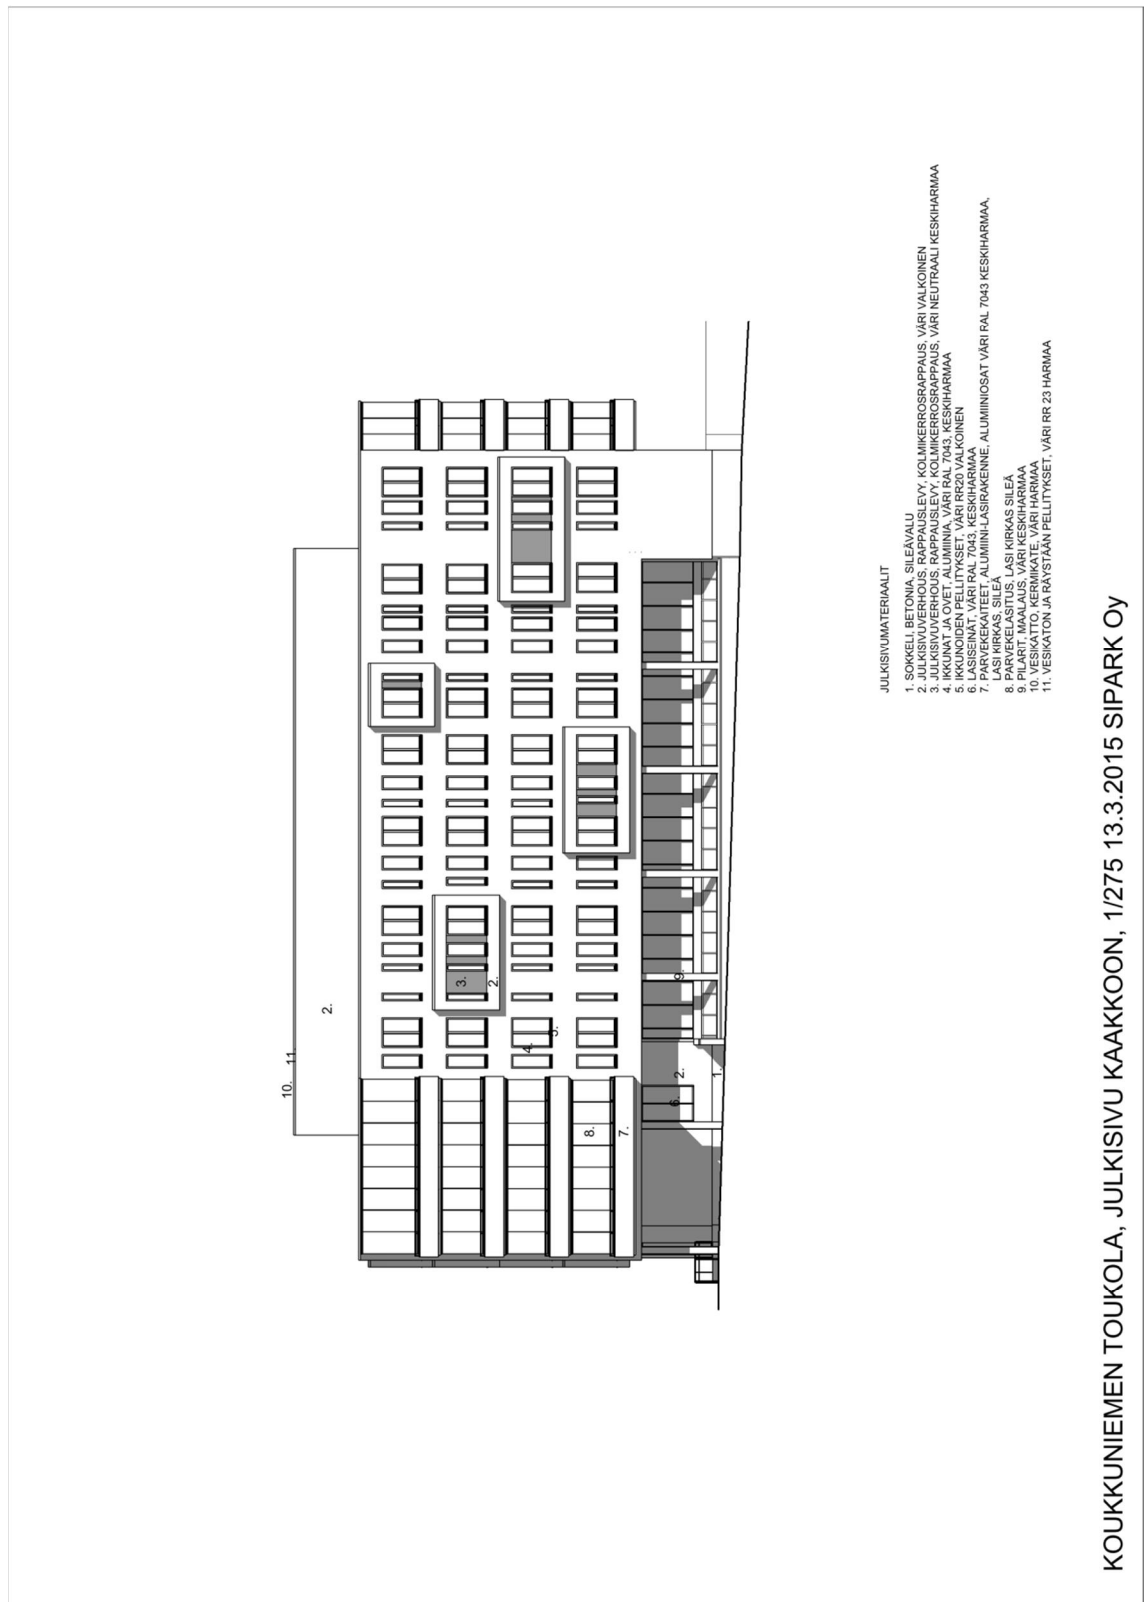 10.
11.
2.
3.
2.
4.
5.
8.
7.
9.
2.
6.
1.
JULKISIVUMATERIAALIT
1. SOKKELI, BETONIA, SILEÄVALU
2. JULKISIVUVERHOUS, RAPPAUSLEVY, KOLMIKERROSRAPPAUS, VÄRI VALKOINEN
3. JULKISIVUVERHOUS, RAPPAUSLEVY, KOLMIKERROSRAPPAUS, VÄRI NEUTRAALI KESKIHARMAA
4. IKKUNAT JA OVET, ALUMIINIA, VÄRI RAL 7043, KESKIHARMAA
5. IKKUNOIDEN PELLITYKSET, VÄRI RR20 VALKOINEN
6. LASISEINÄT, VÄRI RAL 7043, KESKIHARMAA
7. PARVEKEKAITEET, ALUMIINI-LASIRAKENNE, ALUMIINIOSAT VÄRI RAL 7043 KESKIHARMAA,
LASI KIRKAS, SILEÄ
8. PARVEKELASITUS, LASI KIRKAS SILEÄ
9. PILARIT, MAALAUS, VÄRI KESKIHARMAA
10. VESIKATTO, KERMIKATE, VÄRI HARMAA
11. VESIKATON JA RÄYSTÄÄN PELLITYKSET, VÄRI RR 23 HARMAA
KOUKKUNIEMEN TOUKOLA, JULKISIVU KAAKKOON, 1/275 13.3.2015 SIPARK Oy